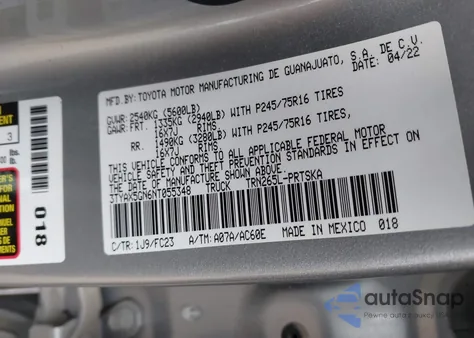 MFD.BY: TOYOTA MOTOR MANUFACTURING DE GUANAJUATO, S.A. DE C.V.
04/22
GVWR: 2540KG (5600LB)
GAWR: FRT. 1335KG (2940LB) WITH P245/75R16 TIRES
16X7J RIMS
RR. 1490KG (3280LB) WITH P245/75R16 TIRES,
16X7J RIMS
THIS VEHICLE CONFORMS TO ALL APPLICABLE FEDERAL MOTOR
VEHICLE SAFETY AND THEFT PREVENTION STANDARDS IN EFFECT ON
THE DATE OF MANUFACTURE SHOWN ABOVE.
3TYAX5GN6NT055348 TRUCK TRN265L-PRTSKA
C/TR: 1J9/FC23 A/TM: A07A/AC60E MADE IN MEXICO 018
018
3
autaSnap